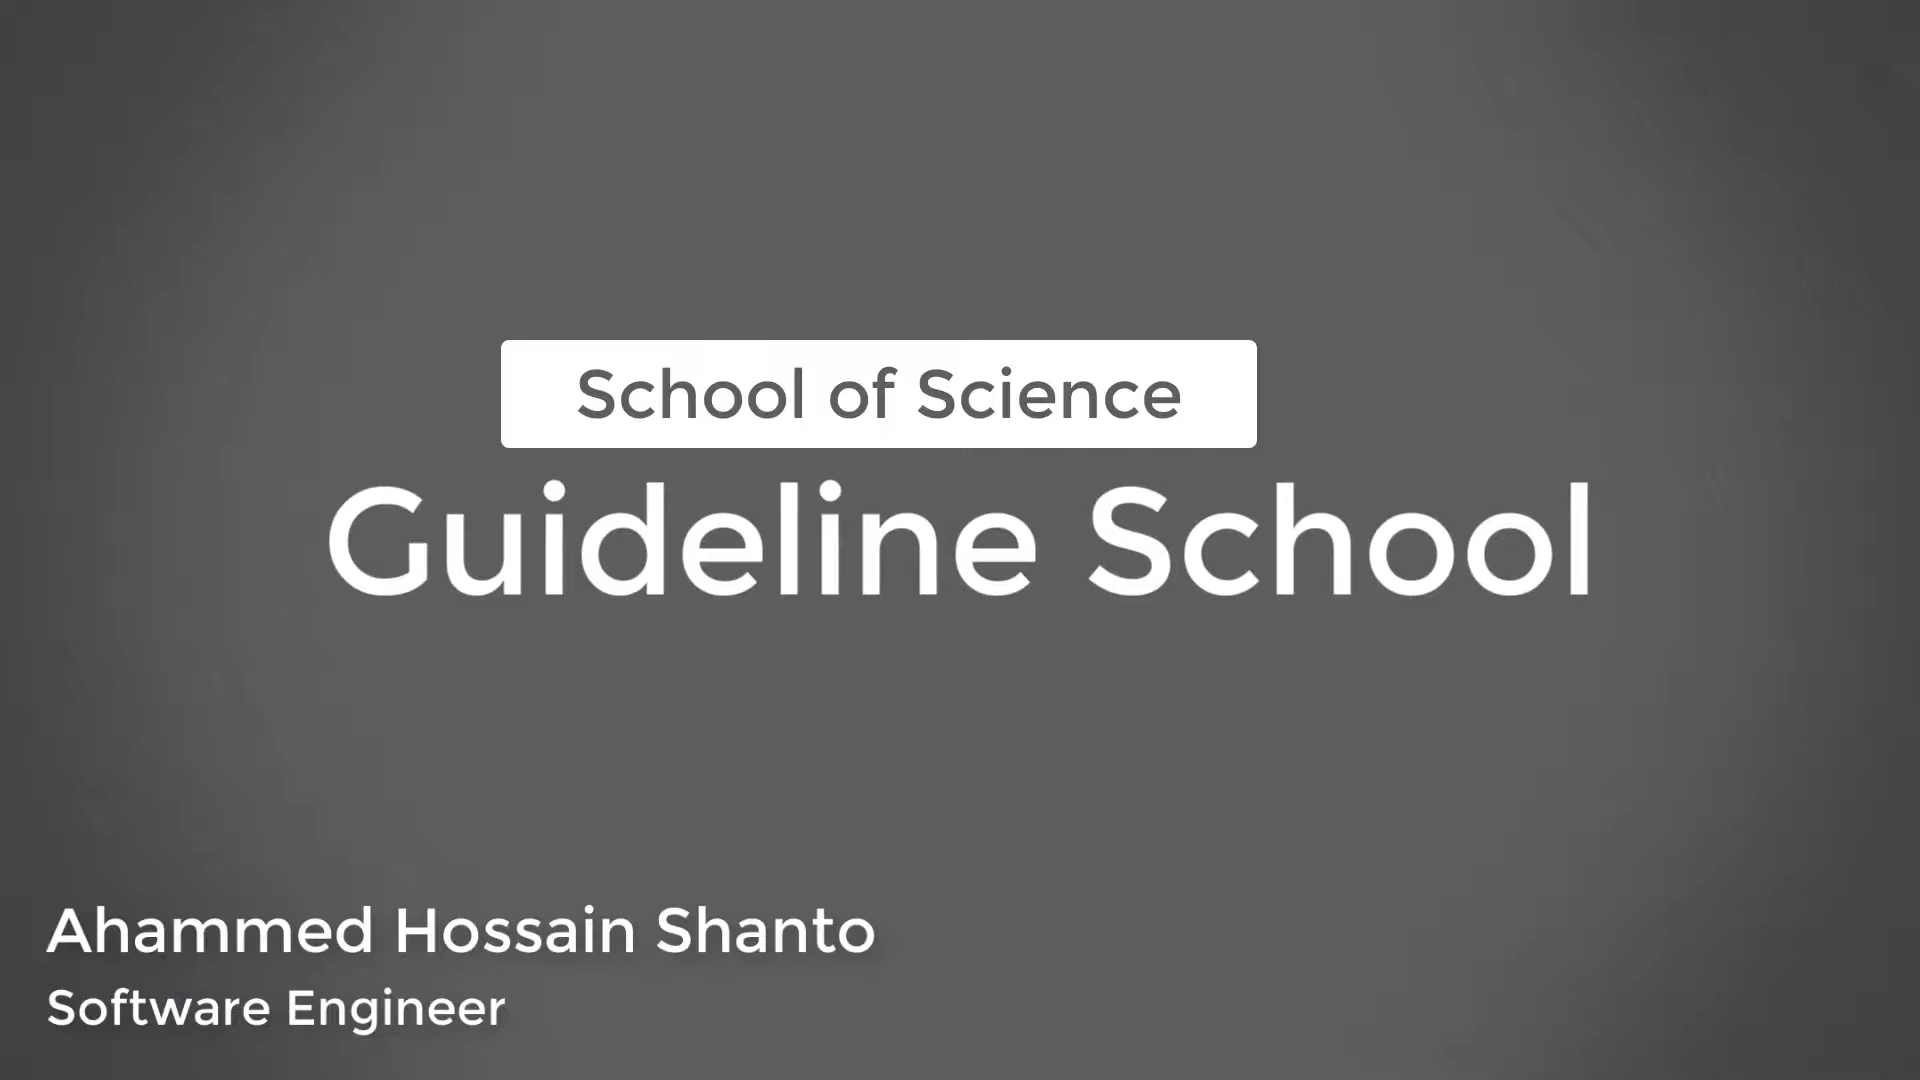 School of Science
Guideline School
Ahammed Hossain Shanto
Software Engineer